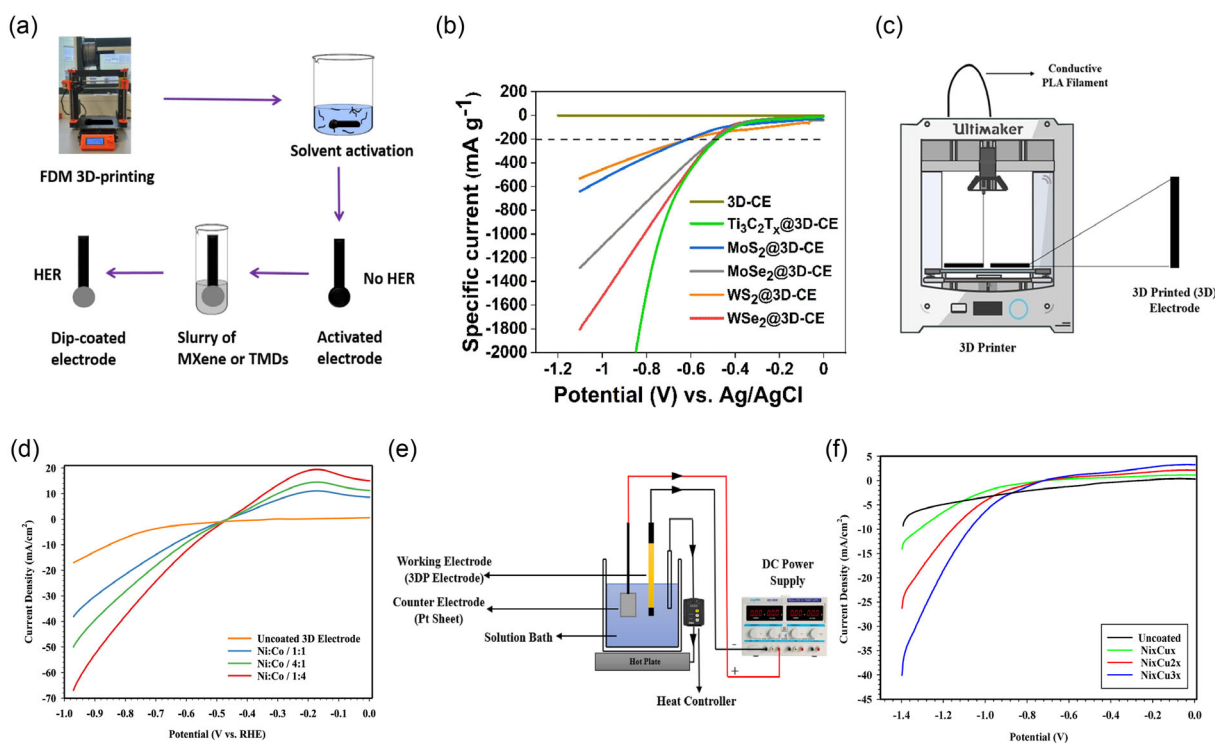 (a)
FDM 3D-printing
Solvent activation
HER
No HER
Dip-coated
electrode
Slurry of
MXene or TMDs
Activated
electrode
(b)
Specific current (mA g-1)
0
-200
-400
-600
-800
-1000
-1200
-1400
-1600
-1800
-2000
3D-CE
Ti3C2Tx@3D-CE
MoS2@3D-CE
MoSe2@3D-CE
WS2@3D-CE
WSe2@3D-CE
-1.2 -1 -0.8 -0.6 -0.4 -0.2 0
Potential (V) vs. Ag/AgCl
(c)
Conductive
PLA Filament
Ultimaker
3D Printed (3D)
Electrode
3D Printer
(d)
Current Density (mA/cm2)
20
10
0
-10
-20
-30
-40
-50
-60
-70
Uncoated 3D Electrode
Ni:Co / 1:1
Ni:Co / 4:1
Ni:Co / 1:4
-1.0 -0.9 -0.8 -0.7 -0.6 -0.5 -0.4 -0.3 -0.2 -0.1 0.0
Potential (V vs. RHE)
(e)
Working Electrode
(3DP Electrode)
Counter Electrode
(Pt Sheet)
Solution Bath
Hot Plate
Heat Controller
DC Power
Supply
-
+
(f)
Current Density (mA/cm2)
10
5
0
-5
-10
-15
-20
-25
-30
-35
-40
-45
Uncoated
NixCux
NixCu2x
NixCu3x
-1.4 -1.2 -1.0 -0.8 -0.6 -0.4 -0.2 0.0
Potential (V)